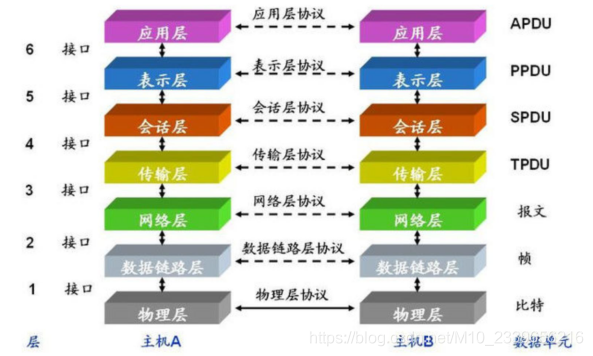 应用层 应用层协议 应用层 APDU
6 接口
表示层 表示层协议 表示层 PPDU
5 接口
会话层 会话层协议 会话层 SPDU
4 接口
传输层 传输层协议 传输层 TPDU
3 接口
网络层 网络层协议 网络层 报文
2 接口
数据链路层 数据链路层协议 数据链路层 帧
1 接口
物理层 物理层协议 物理层 比特
层 主机A 主机B 数据单元